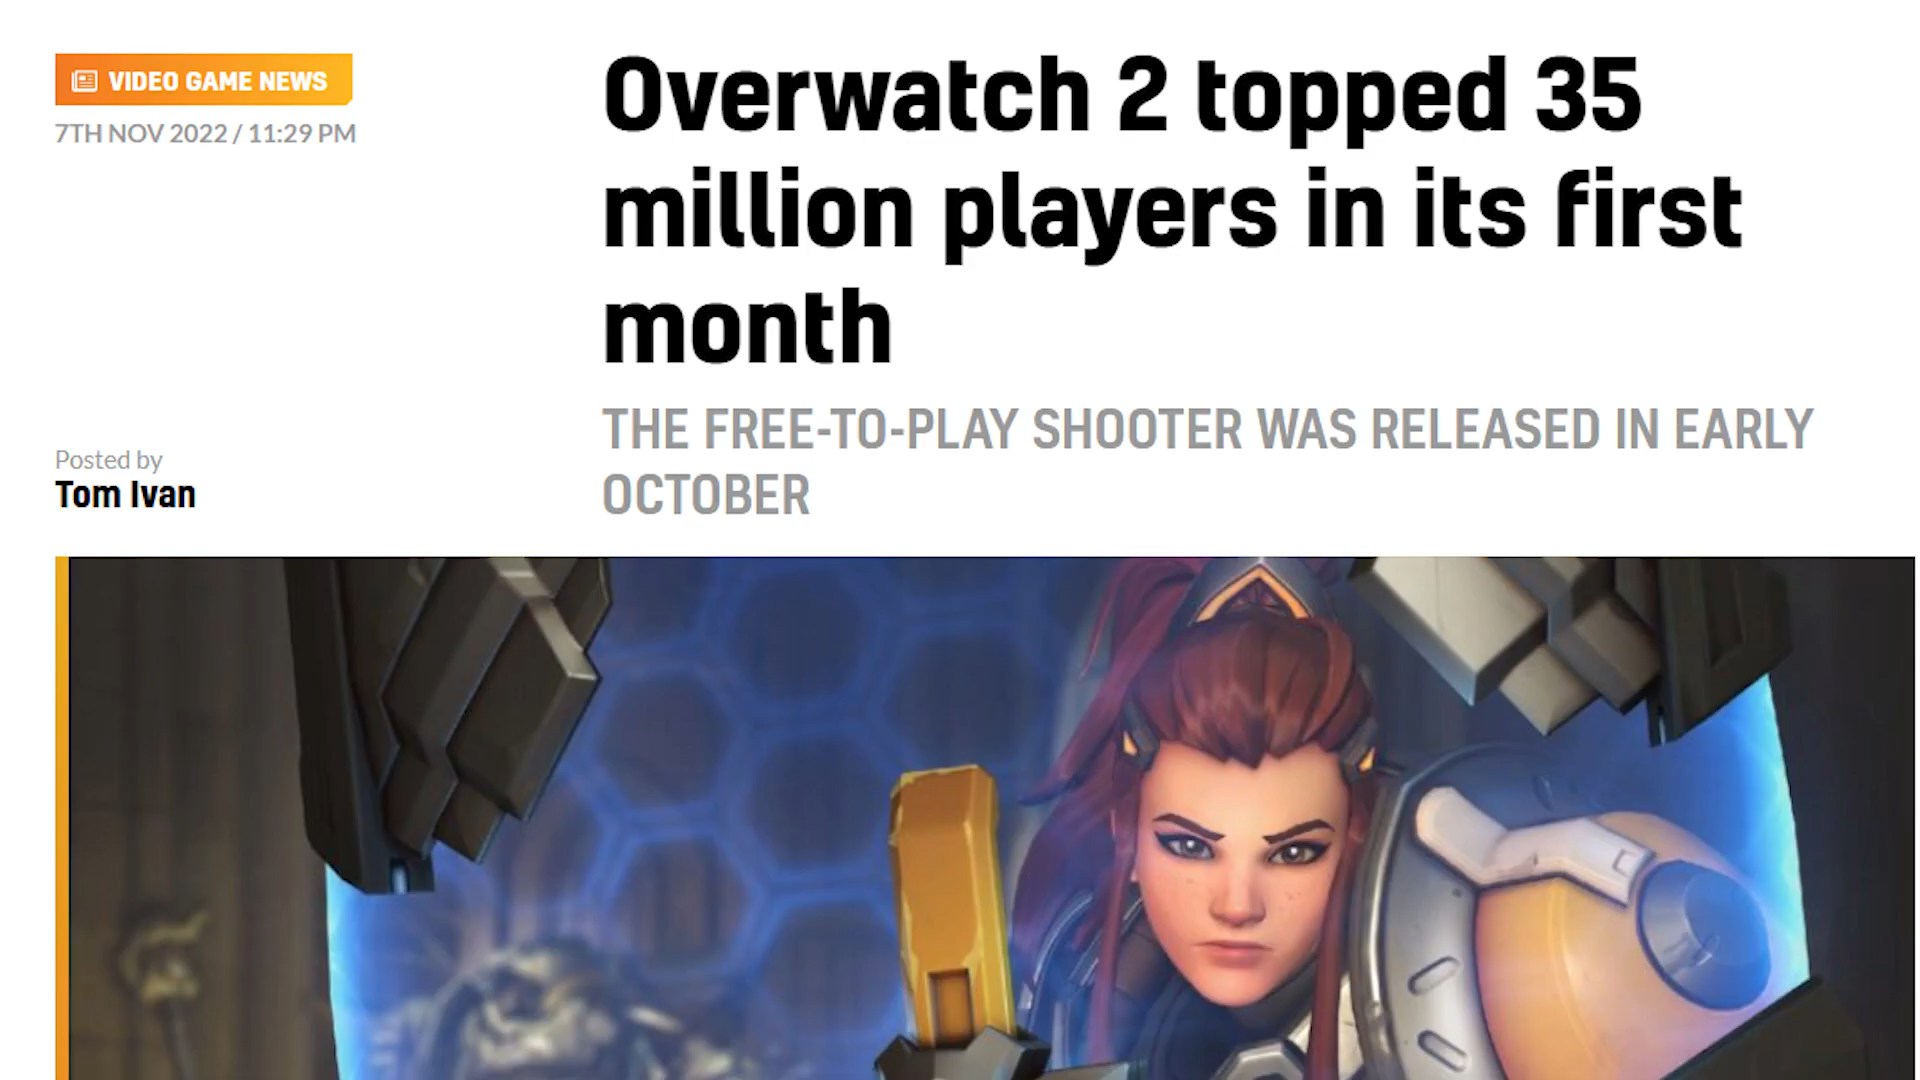 VIDEO GAME NEWS
7TH NOV 2022 / 11:29 PM
Overwatch 2 topped 35
million players in its first
month
THE FREE-TO-PLAY SHOOTER WAS RELEASED IN EARLY
OCTOBER
Posted by
Tom Ivan